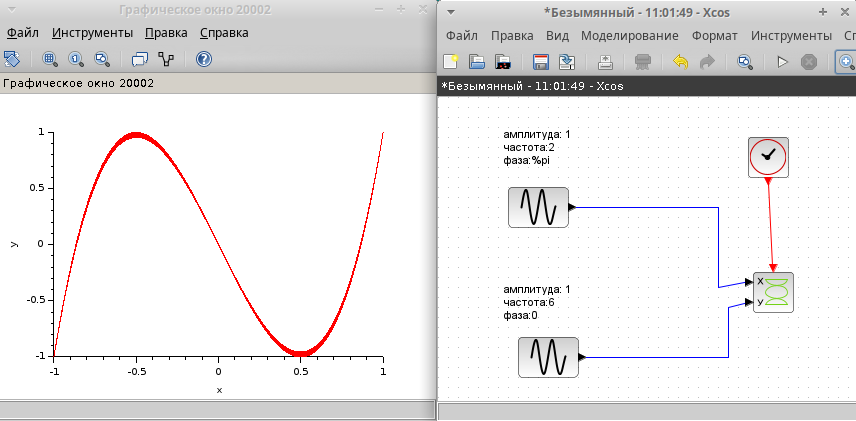 Графическое окно 20002
Файл Инструменты Правка Справка
Графическое окно 20002
1
0.5
0
-0.5
-1
y
-1 -0.5 0 0.5 1
x
*Безымянный - 11:01:49 - Xcos
Файл Правка Вид Моделирование Формат Инструменты Сп
*Безымянный - 11:01:49 - Xcos
амплитуда: 1
частота:2
фаза:%pi
амплитуда: 1
частота:6
фаза:0
X
У